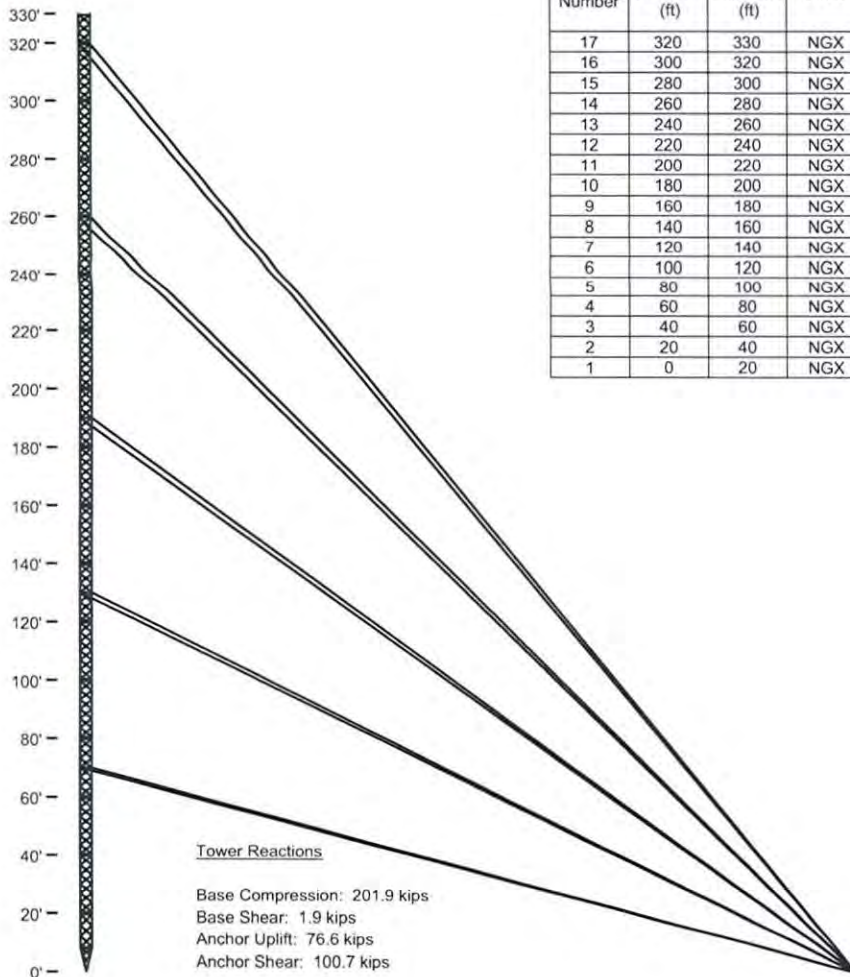 Number
(ft) (ft)
17 320 330 NGX
16 300 320 NGX
15 280 300 NGX
14 260 280 NGX
13 240 260 NGX
12 220 240 NGX
11 200 220 NGX
10 180 200 NGX
9 160 180 NGX
8 140 160 NGX
7 120 140 NGX
6 100 120 NGX
5 80 100 NGX
4 60 80 NGX
3 40 60 NGX
2 20 40 NGX
1 0 20 NGX
330'
320'
300'
280'
260'
240'
220'
200'
180'
160'
140'
120'
100'
80'
60'
40'
20'
0'
Tower Reactions
Base Compression: 201.9 kips
Base Shear: 1.9 kips
Anchor Uplift: 76.6 kips
Anchor Shear: 100.7 kips